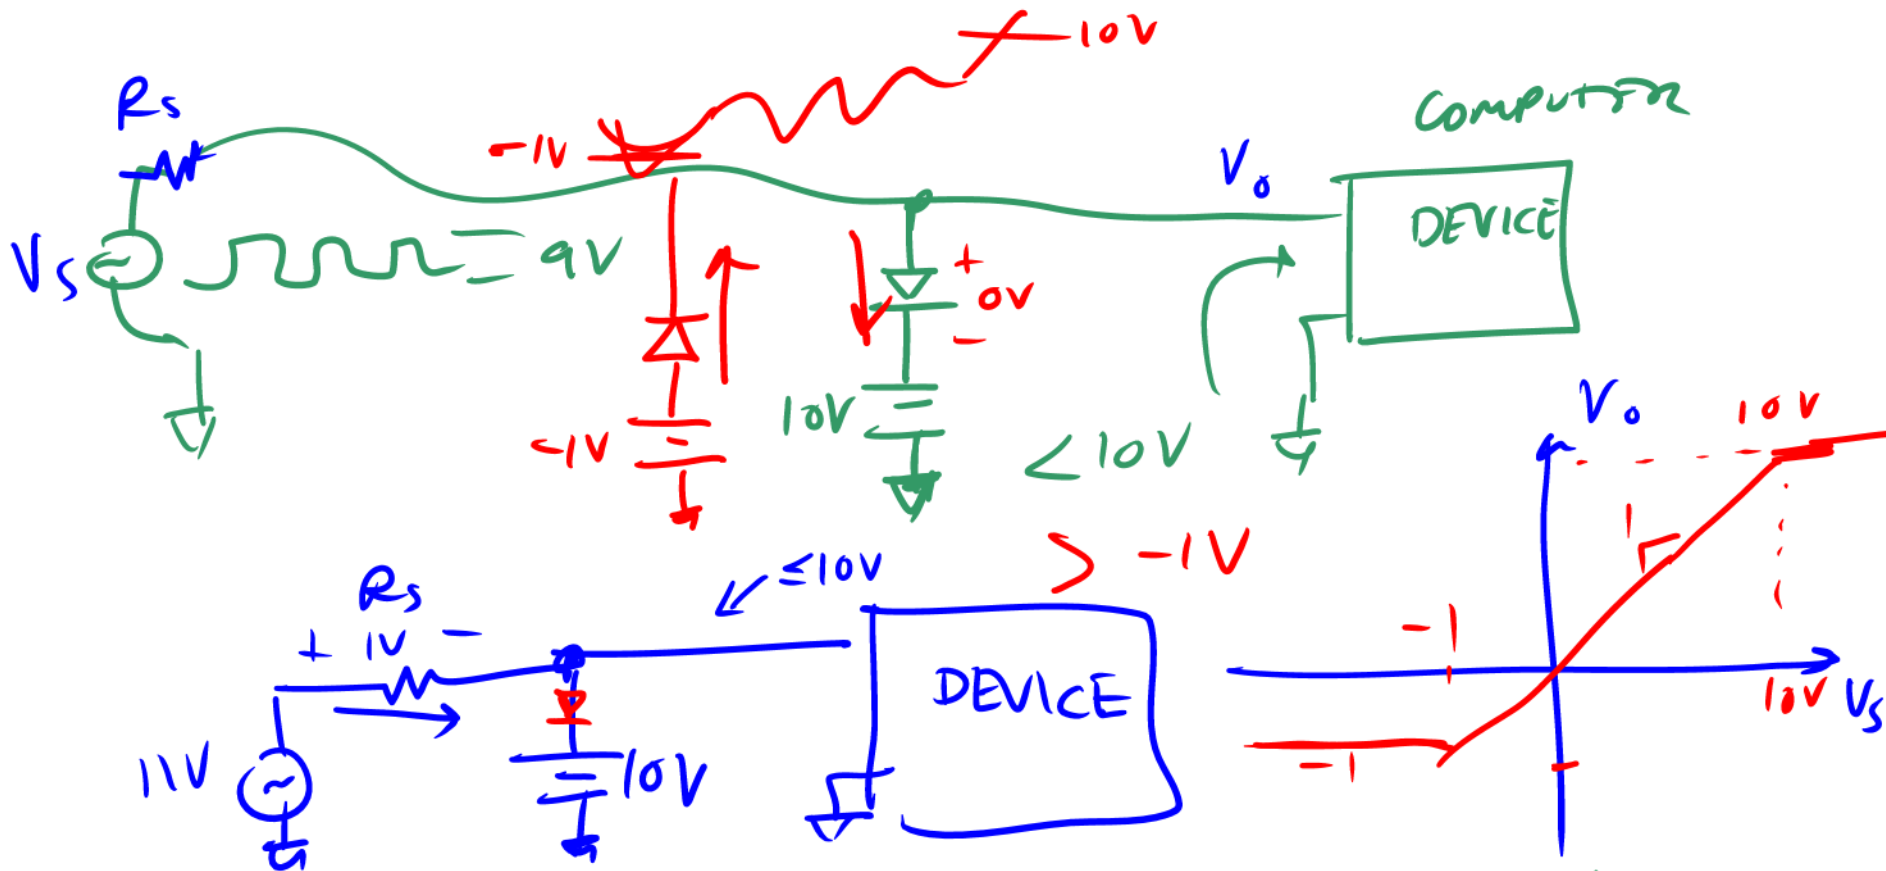 10V
Rs
-1V
COMPUTER
Vo
DEVICE
Vs
9V
+
0V
-
10V
-1V
<10V
> -1V
Vo
10V
1
Rs
≤10V
+ 1V -
-1
DEVICE
10V
Vs
11V
10V
-1